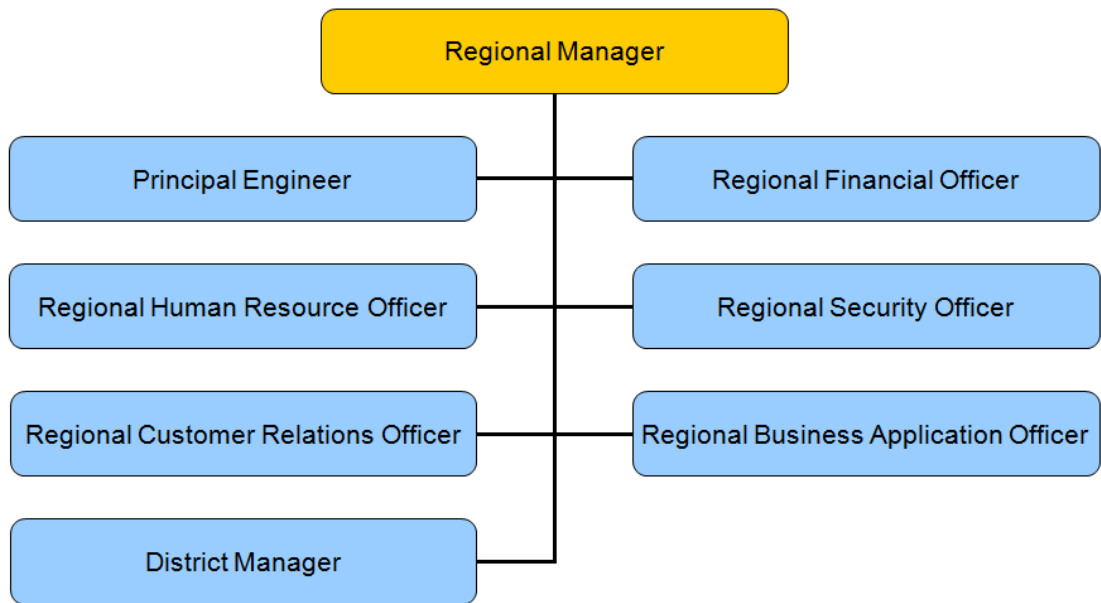 Regional Manager
Principal Engineer
Regional Financial Officer
Regional Human Resource Officer
Regional Security Officer
Regional Customer Relations Officer
Regional Business Application Officer
District Manager